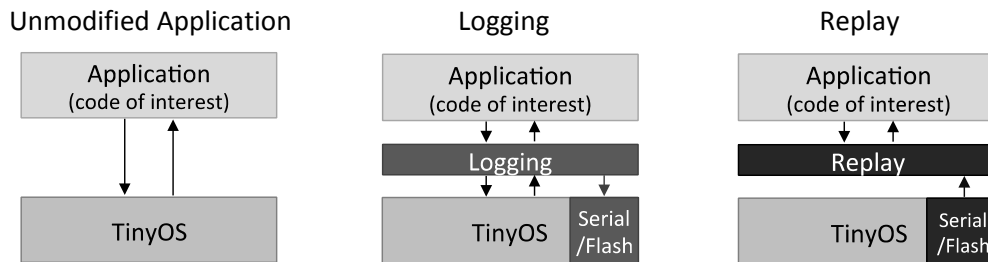 Unmodified Application
Application
(code of interest)
TinyOS
Logging
Application
(code of interest)
Logging
TinyOS
Serial
/Flash
Replay
Application
(code of interest)
Replay
TinyOS
Serial
/Flash